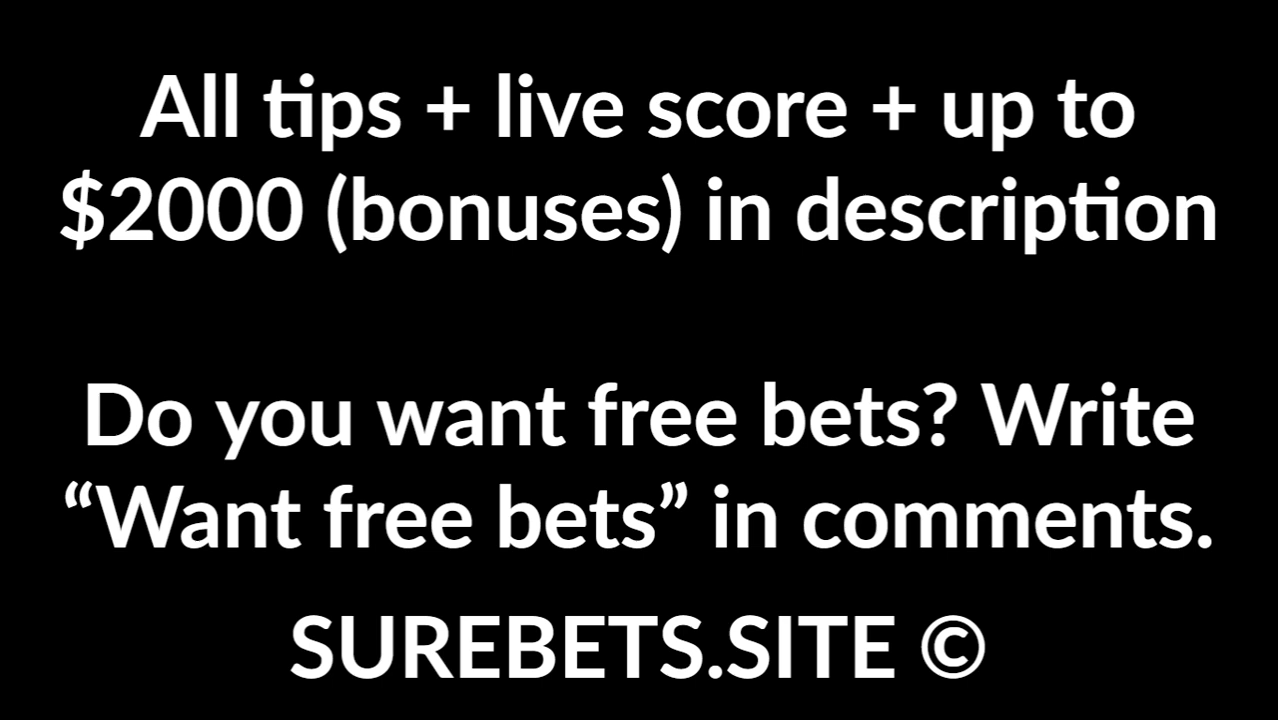 All tips + live score + up to
$2000 (bonuses) in description
Do you want free bets? Write
“Want free bets” in comments.
SUREBETS.SITE ©